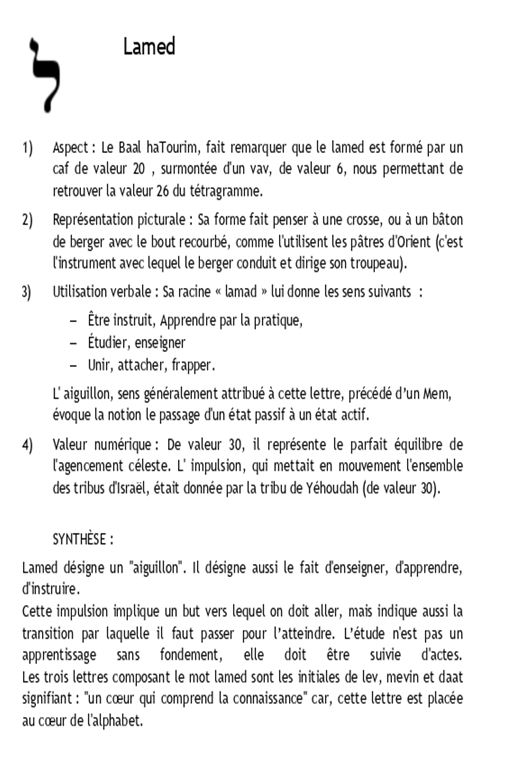 ל
Lamed
1) Aspect : Le Baal haTourim, fait remarquer que le lamed est formé par un
caf de valeur 20 , surmontée d'un vav, de valeur 6, nous permettant de
retrouver la valeur 26 du tétragramme.
2) Représentation picturale : Sa forme fait penser à une crosse, ou à un bâton
de berger avec le bout recourbé, comme l'utilisent les pâtres d'Orient (c'est
l'instrument avec lequel le berger conduit et dirige son troupeau).
3) Utilisation verbale : Sa racine « lamad » lui donne les sens suivants :
– Être instruit, Apprendre par la pratique,
– Étudier, enseigner
– Unir, attacher, frapper.
L' aiguillon, sens généralement attribué à cette lettre, précédé d'un Mem,
évoque la notion le passage d'un état passif à un état actif.
4) Valeur numérique : De valeur 30, il représente le parfait équilibre de
l'agencement céleste. L' impulsion, qui mettait en mouvement l'ensemble
des tribus d'Israël, était donnée par la tribu de Yéhoudah (de valeur 30).
SYNTHÈSE :
Lamed désigne un "aiguillon". Il désigne aussi le fait d'enseigner, d'apprendre,
d'instruire.
Cette impulsion implique un but vers lequel on doit aller, mais indique aussi la
transition par laquelle il faut passer pour l'atteindre. L'étude n'est pas un
apprentissage sans fondement, elle doit être suivie d'actes.
Les trois lettres composant le mot lamed sont les initiales de lev, mevin et daat
signifiant : "un cœur qui comprend la connaissance" car, cette lettre est placée
au cœur de l'alphabet.